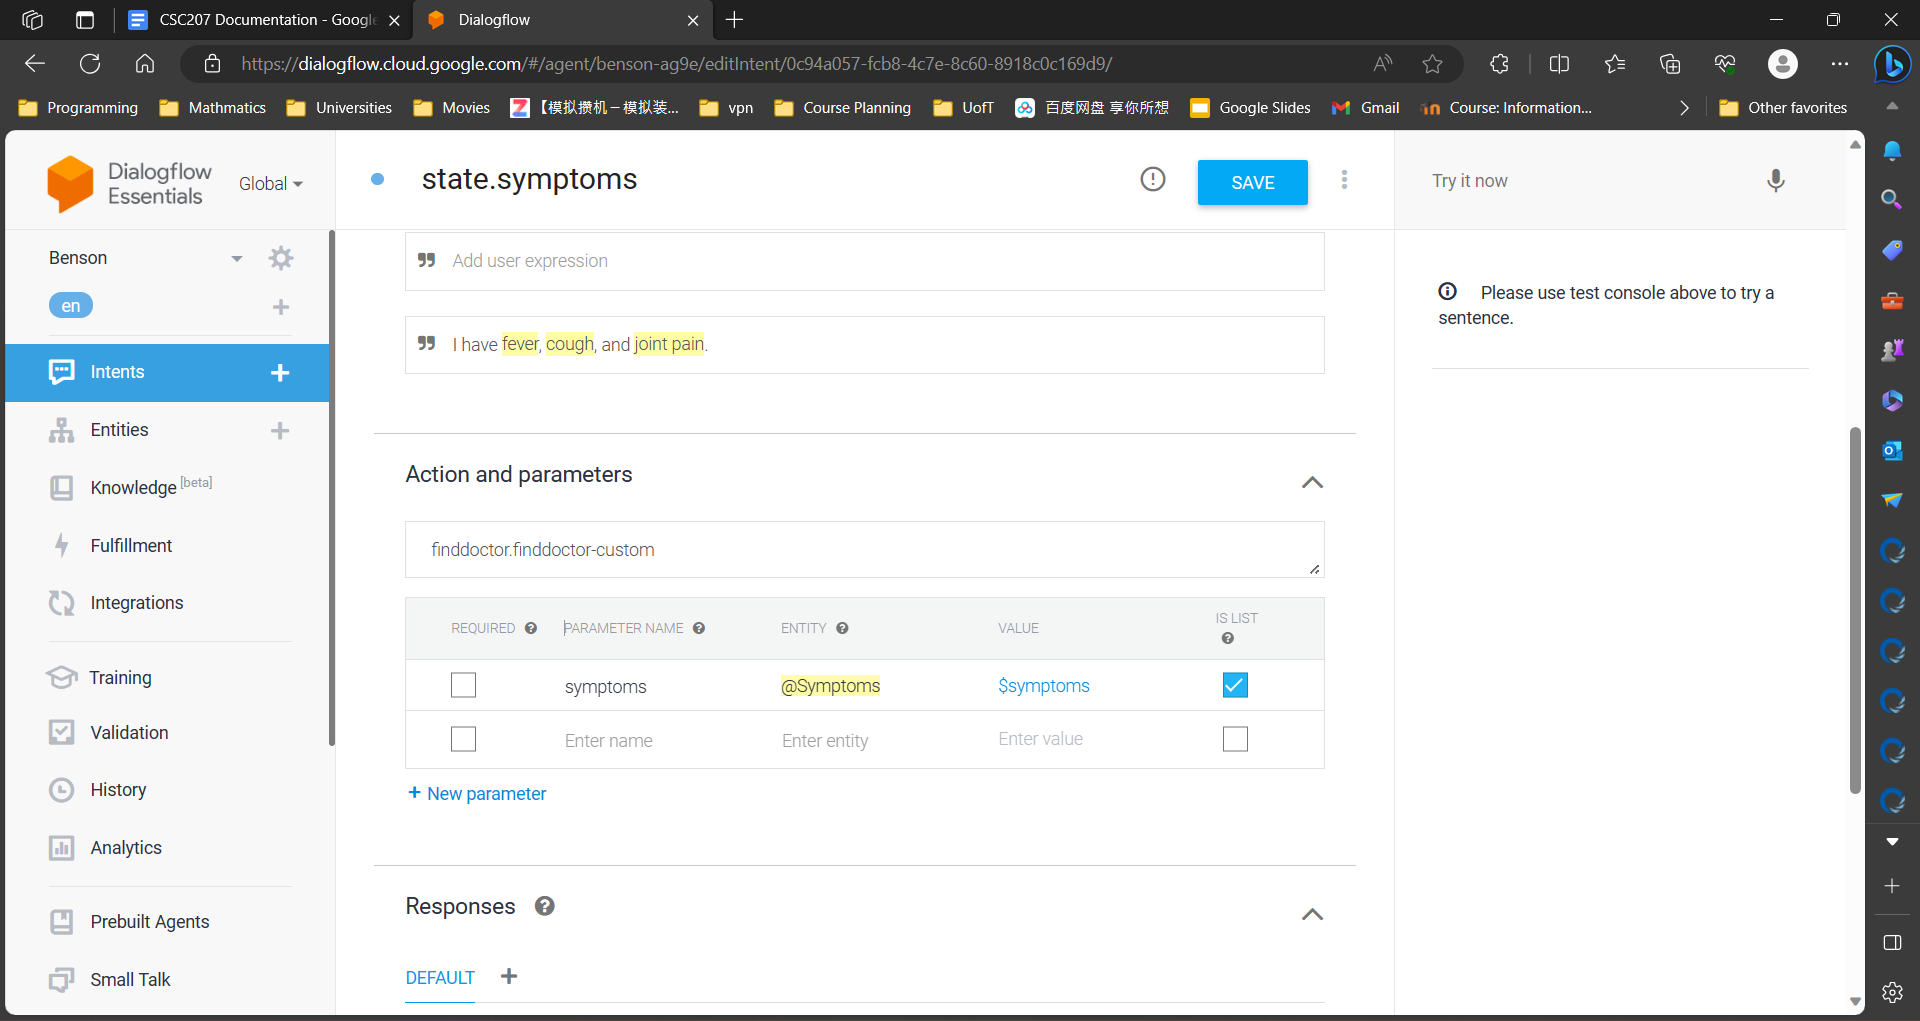 CSC207 Documentation - Google
Dialogflow
https://dialogflow.cloud.google.com/#/agent/benson-ag9e/editIntent/0c94a057-fcb8-4c7e-8c60-8918c0c169d9/
Programming
Mathmatics
Universities
Movies
【模拟攒机－模拟装...
vpn
Course Planning
UofT
百度网盘 享你所想
Google Slides
Gmail
Course: Information...
Other favorites
Dialogflow
Essentials
Global
state.symptoms
SAVE
Try it now
Benson
en
Intents
Entities
Knowledge [beta]
Fulfillment
Integrations
Training
Validation
History
Analytics
Prebuilt Agents
Small Talk
Add user expression
I have fever, cough, and joint pain.
Action and parameters
finddoctor.finddoctor-custom
REQUIRED
PARAMETER NAME
ENTITY
VALUE
IS LIST
symptoms
@Symptoms
$symptoms
Enter name
Enter entity
Enter value
+ New parameter
Responses
DEFAULT
Please use test console above to try a
sentence.